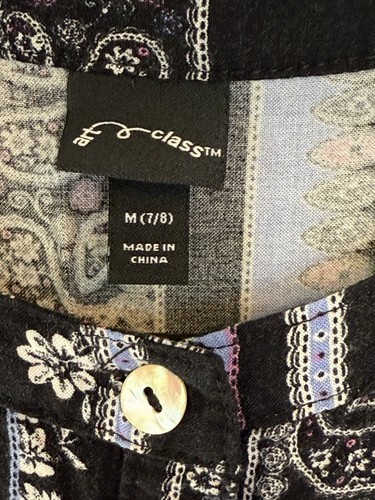 art class™
M (7/8)
MADE IN
CHINA